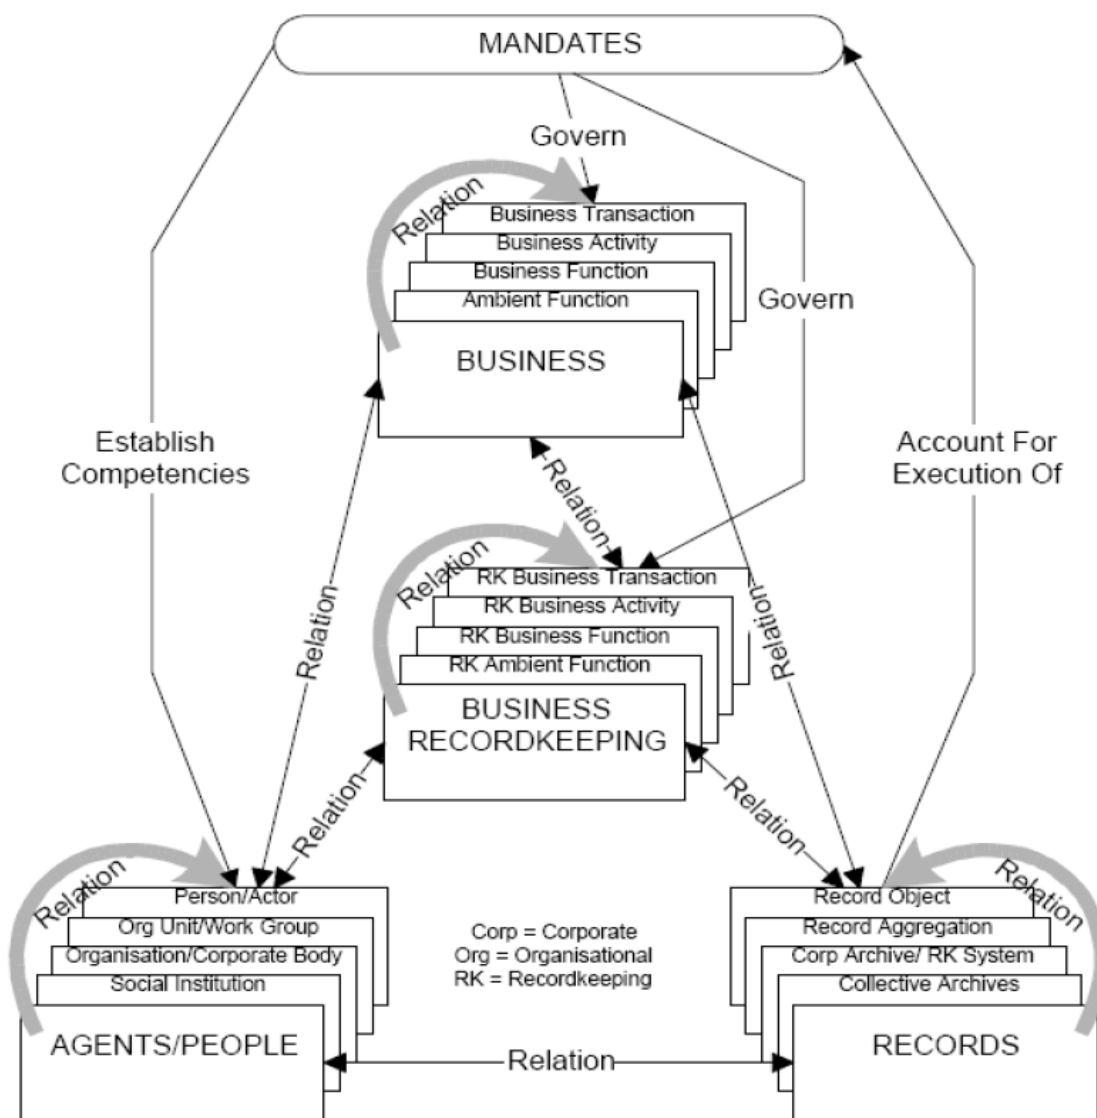 MANDATES
Govern
Relation
Business Transaction
Business Activity
Business Function
Ambient Function
Govern
BUSINESS
Establish
Competencies
Account For
Execution Of
Relation
Relation
RK Business Transaction
RK Business Activity
RK Business Function
RK Ambient Function
Relation
Relation
BUSINESS
RECORDKEEPING
Relation
Relation
Relation
Person/Actor
Org Unit/Work Group
Organisation/Corporate Body
Social Institution
AGENTS/PEOPLE
Corp = Corporate
Org = Organisational
RK = Recordkeeping
Relation
Record Object
Record Aggregation
Corp Archive/ RK System
Collective Archives
RECORDS
Relation